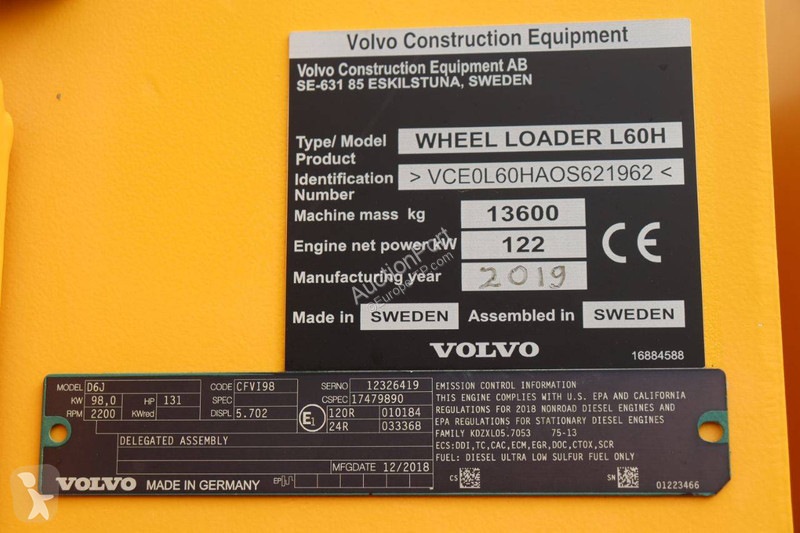 Volvo Construction Equipment
Volvo Construction Equipment AB
SE-631 85 ESKILSTUNA, SWEDEN
Type/Model WHEEL LOADER L60H
Product
Identification > VCE0L60HAOS621962 <
Number
Machine mass kg 13600
Engine net power kW 122
CE
Manufacturing year 2019
Made in SWEDEN Assembled in SWEDEN
VOLVO
16884588
AuctionPort
©EuropeTP.com
MODEL D6J CODE CFVI98 SERNO 12326419
KW 98,0 HP 131 SPEC CSPEC 17479890
RPM 2200 KWred DISPL 5.702 E1 120R 010184
24R 033368
DELEGATED ASSEMBLY
MFGDATE 12/2018
EMISSION CONTROL INFORMATION
THIS ENGINE COMPLIES WITH U.S. EPA AND CALIFORNIA
REGULATIONS FOR 2018 NONROAD DIESEL ENGINES AND
EPA REGULATIONS FOR STATIONARY DIESEL ENGINES
FAMILY KDZXL05.7053 75-13
ECS:DDI,TC,CAC,ECM,EGR,DOC,CTOX,SCR
FUEL: DIESEL ULTRA LOW SULFUR FUEL ONLY
VOLVO MADE IN GERMANY EP
CS SN 01223466
via mobile